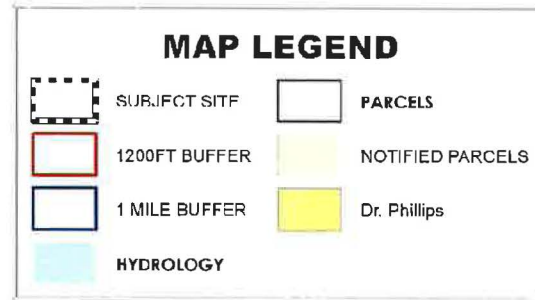 MAP LEGEND
SUBJECT SITE
PARCELS
1200FT BUFFER
NOTIFIED PARCELS
1 MILE BUFFER
Dr. Phillips
HYDROLOGY